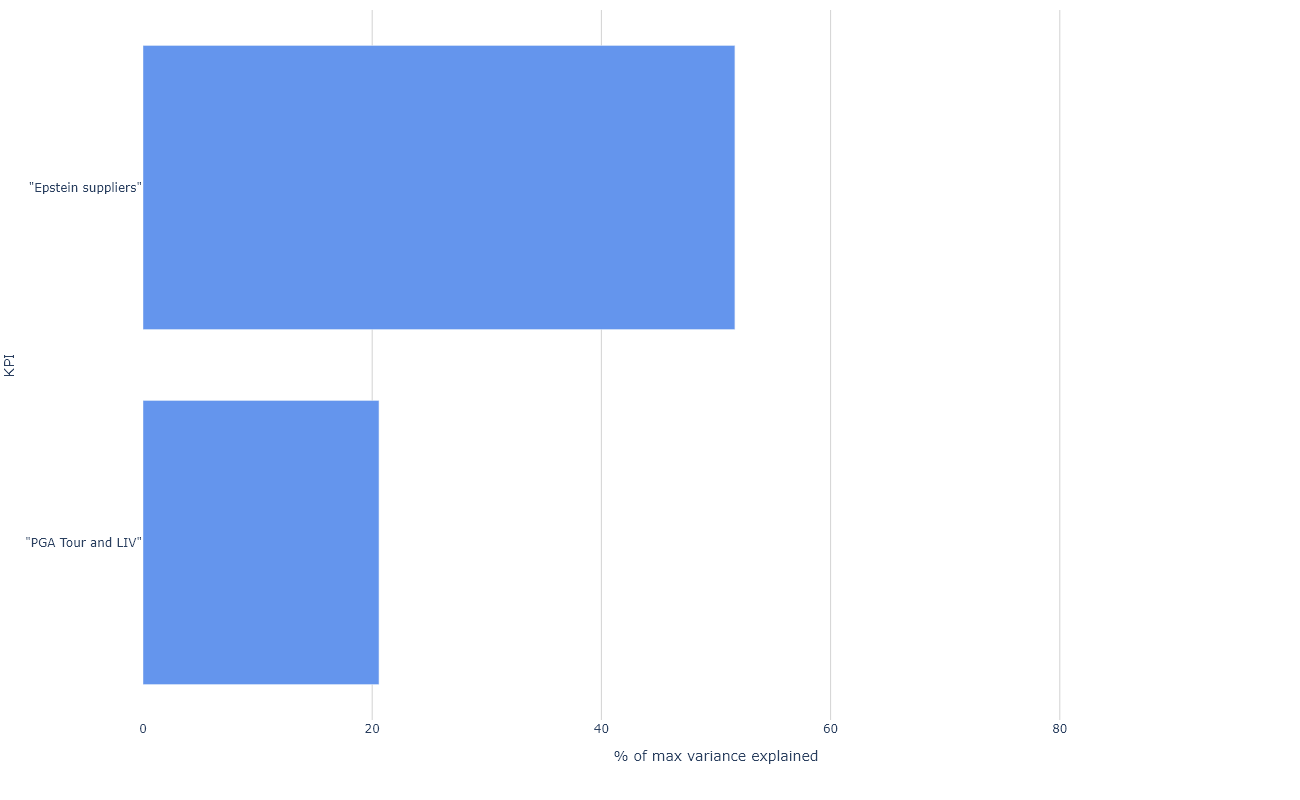 "Epstein suppliers"
KPI
"PGA Tour and LIV"
0 20 40 60 80
% of max variance explained